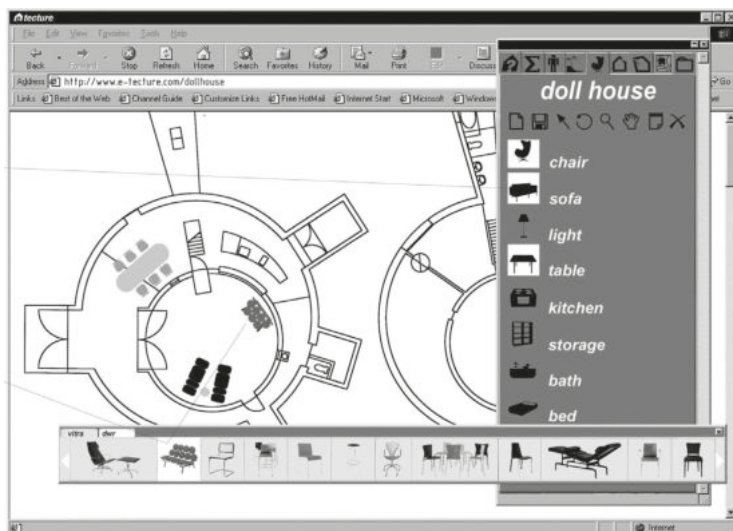 tecture
File Edit View Favorites Tools Help
Back Forward Stop Refresh Home Search Favorites History Mail Print Edit Discuss
Address http://www.e-tecture.com/dollhouse Go
Links Best of the Web Channel Guide Customize Links Free HotMail Internet Start Microsoft Window
doll house
chair
sofa
light
table
kitchen
storage
bath
bed
vitra dwr
Internet